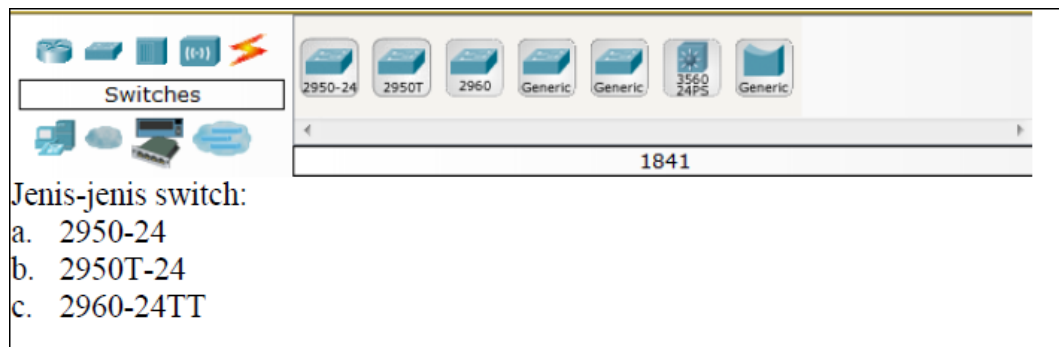 ((·))
Switches
2950-24 2950T 2960 Generic Generic 3560 24PS Generic
1841
Jenis-jenis switch:
a. 2950-24
b. 2950T-24
c. 2960-24TT